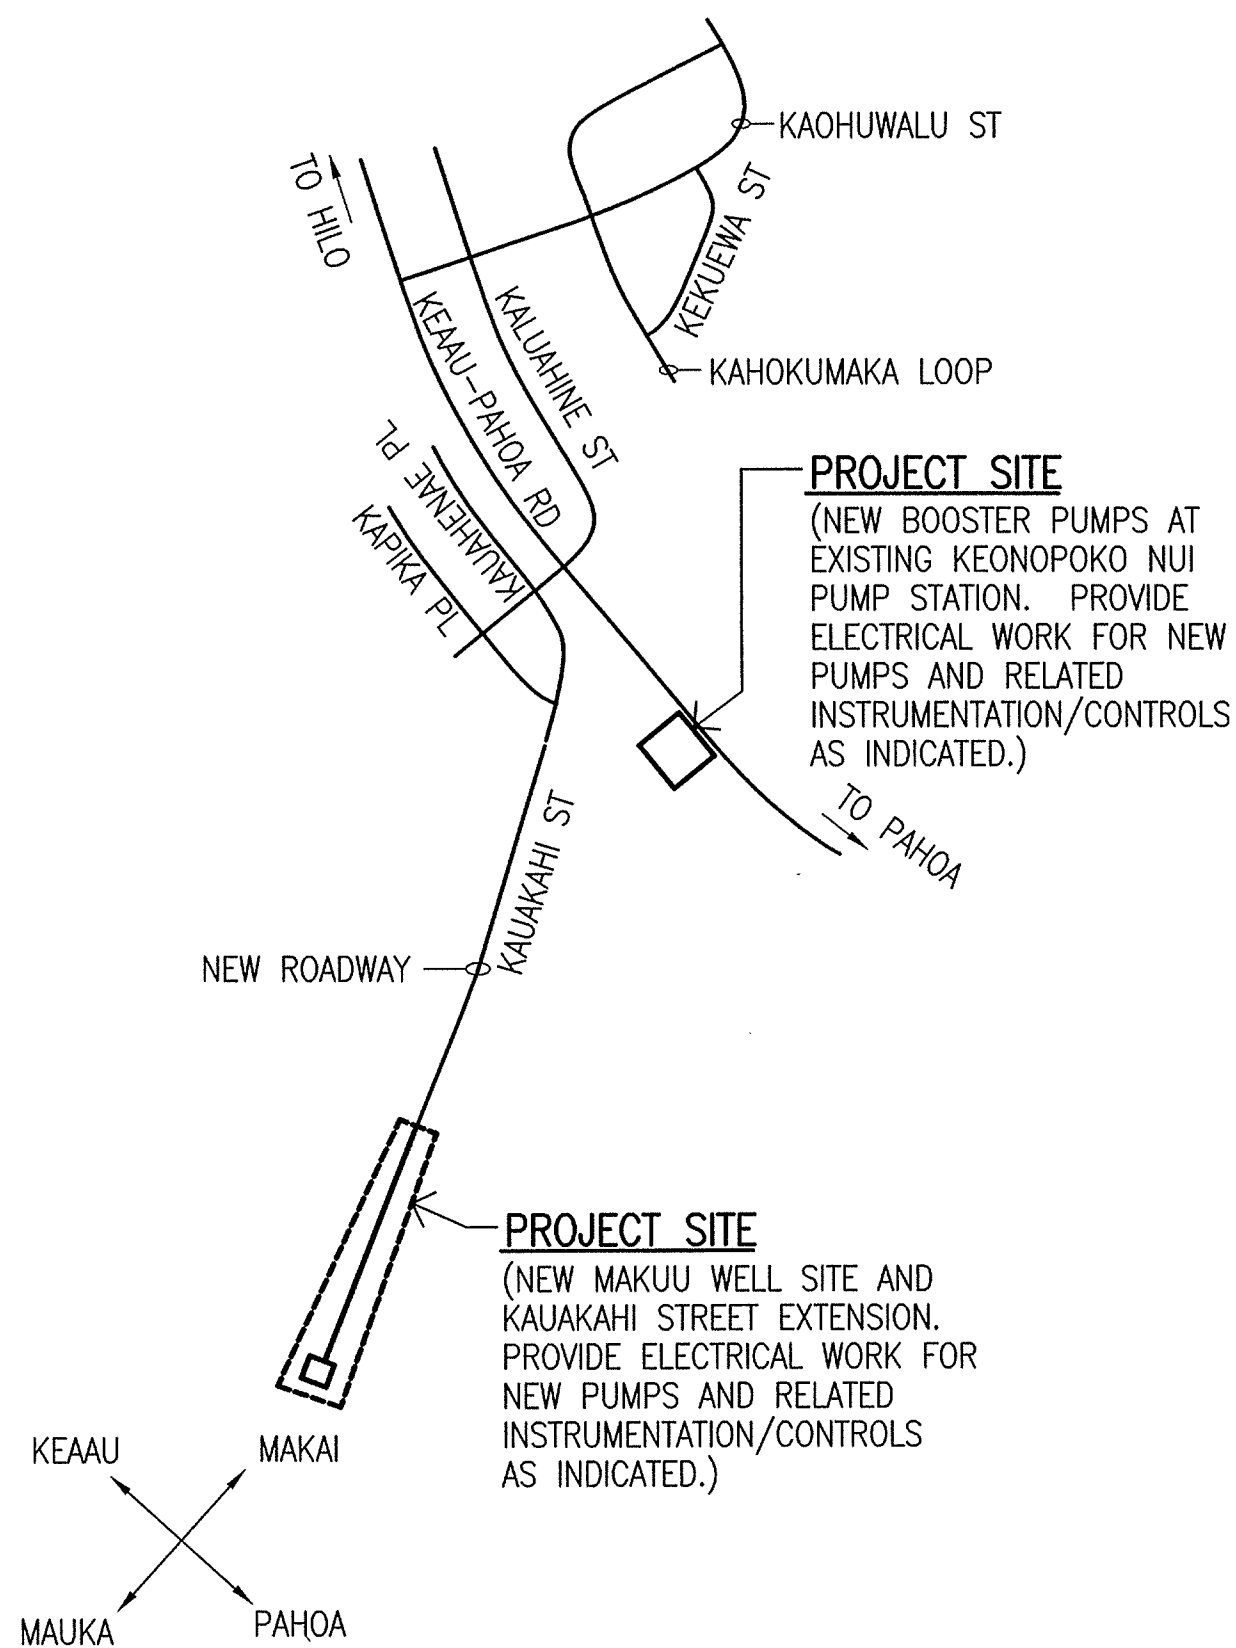 KAOHUWALU ST
TO HILO
KEKUEWA ST
KEAAU-PAHOA RD
KALUAHINE ST
KAHOKUMAKA LOOP
KAUAHENAE PL
KAPIKA PL
PROJECT SITE
(NEW BOOSTER PUMPS AT
EXISTING KEONOPOKO NUI
PUMP STATION. PROVIDE
ELECTRICAL WORK FOR NEW
PUMPS AND RELATED
INSTRUMENTATION/CONTROLS
AS INDICATED.)
TO PAHOA
KAUAKAHI ST
NEW ROADWAY
PROJECT SITE
(NEW MAKUU WELL SITE AND
KAUAKAHI STREET EXTENSION.
PROVIDE ELECTRICAL WORK FOR
NEW PUMPS AND RELATED
INSTRUMENTATION/CONTROLS
AS INDICATED.)
KEAAU
MAKAI
MAUKA
PAHOA